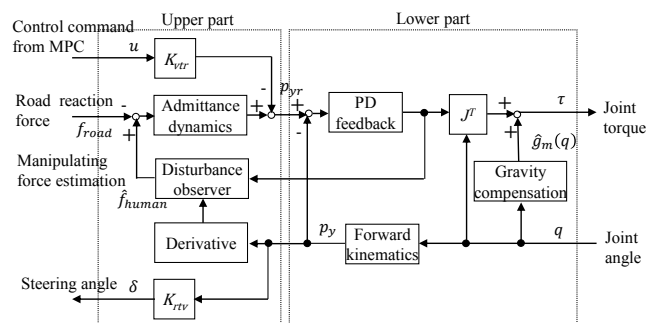 Upper part
Lower part
Control command
from MPC
u
K_vtr
-
p_yr
Road reaction
force
f_road
-
+
Admittance
dynamics
+
+
-
PD
feedback
J^T
+
+
τ
Joint
torque
ĝ_m(q)
Manipulating
force estimation
f̂_human
Disturbance
observer
Gravity
compensation
Derivative
p_y
Forward
kinematics
q
Joint
angle
Steering angle
δ
K_rtv